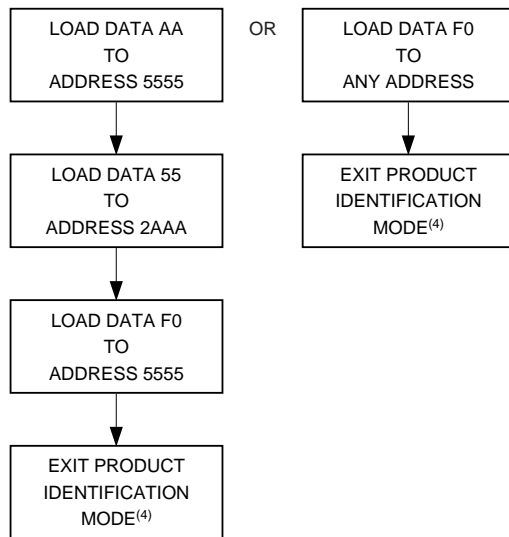 LOAD DATA AA
TO
ADDRESS 5555
LOAD DATA 55
TO
ADDRESS 2AAA
LOAD DATA F0
TO
ADDRESS 5555
EXIT PRODUCT
IDENTIFICATION
MODE(4)
OR
LOAD DATA F0
TO
ANY ADDRESS
EXIT PRODUCT
IDENTIFICATION
MODE(4)